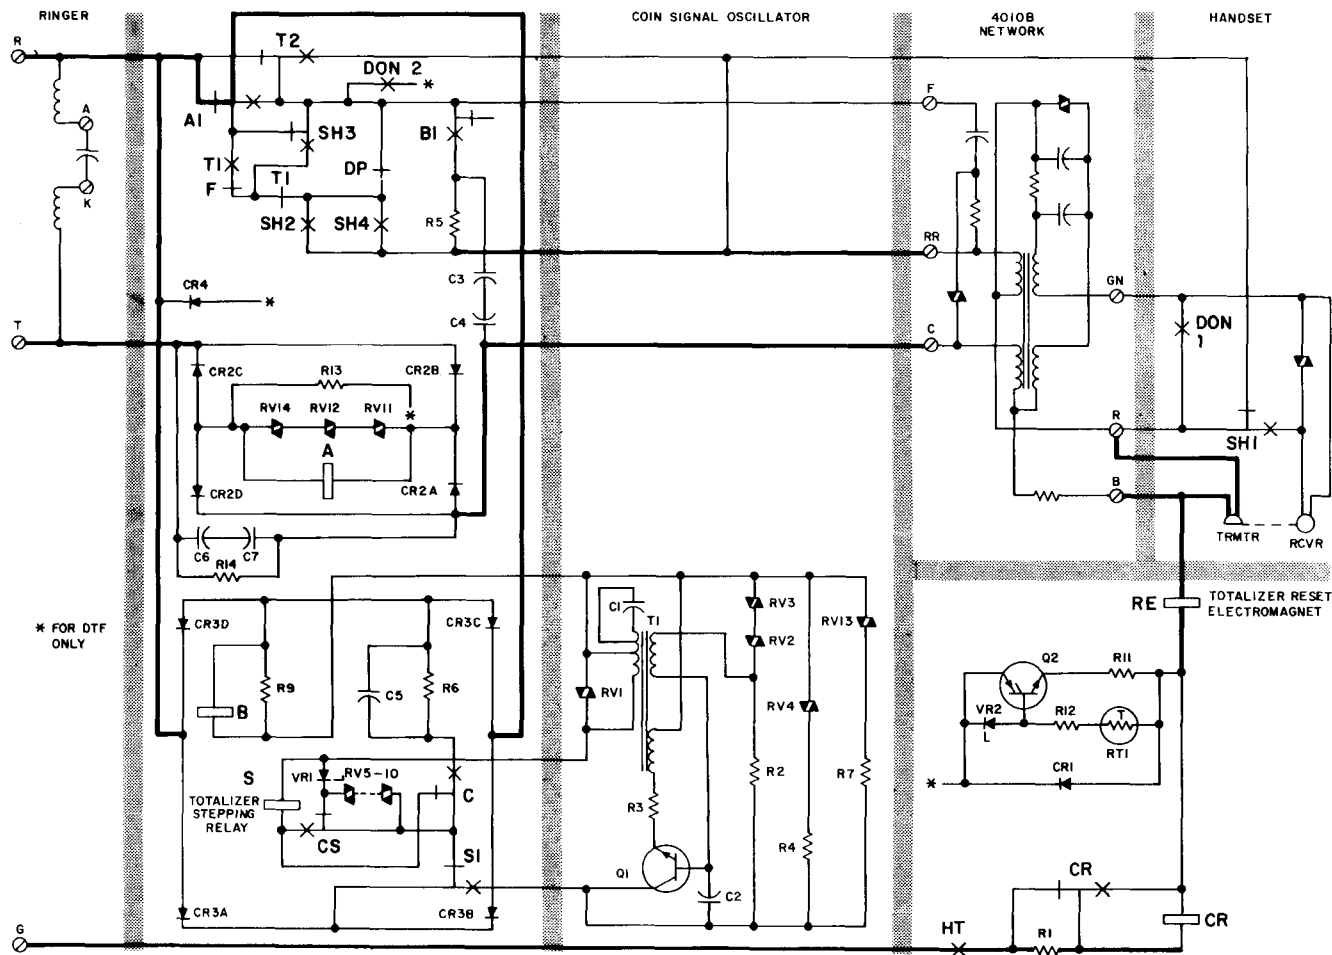 RINGER
COIN SIGNAL OSCILLATOR
4010B
NETWORK
HANDSET
R
T2
DON 2
*
F
A
A1
SH3
B1
T1
DP
K
F
T1
SH2
SH4
R5
RR
C3
GN
CR4
*
C4
DON
1
T
C
CR2C
R13
CR2B
RV14
RV12
RV11
*
A
R
SH1
CR2D
CR2A
B
C6
C7
TRMTR
RCVR
R14
RE
TOTALIZER RESET
ELECTROMAGNET
* FOR DTF
ONLY
CR3D
CR3C
C1
T1
RV3
RV13
RV2
Q2
R11
R9
C5
R6
RV1
RV4
B
VR2
L
R12
T
RT1
S
TOTALIZER
STEPPING
RELAY
VR1
RV5-10
C
R2
R7
CR1
*
R3
CS
S1
R4
Q1
CR
C2
CR3A
CR3B
CR
G
HT
R1